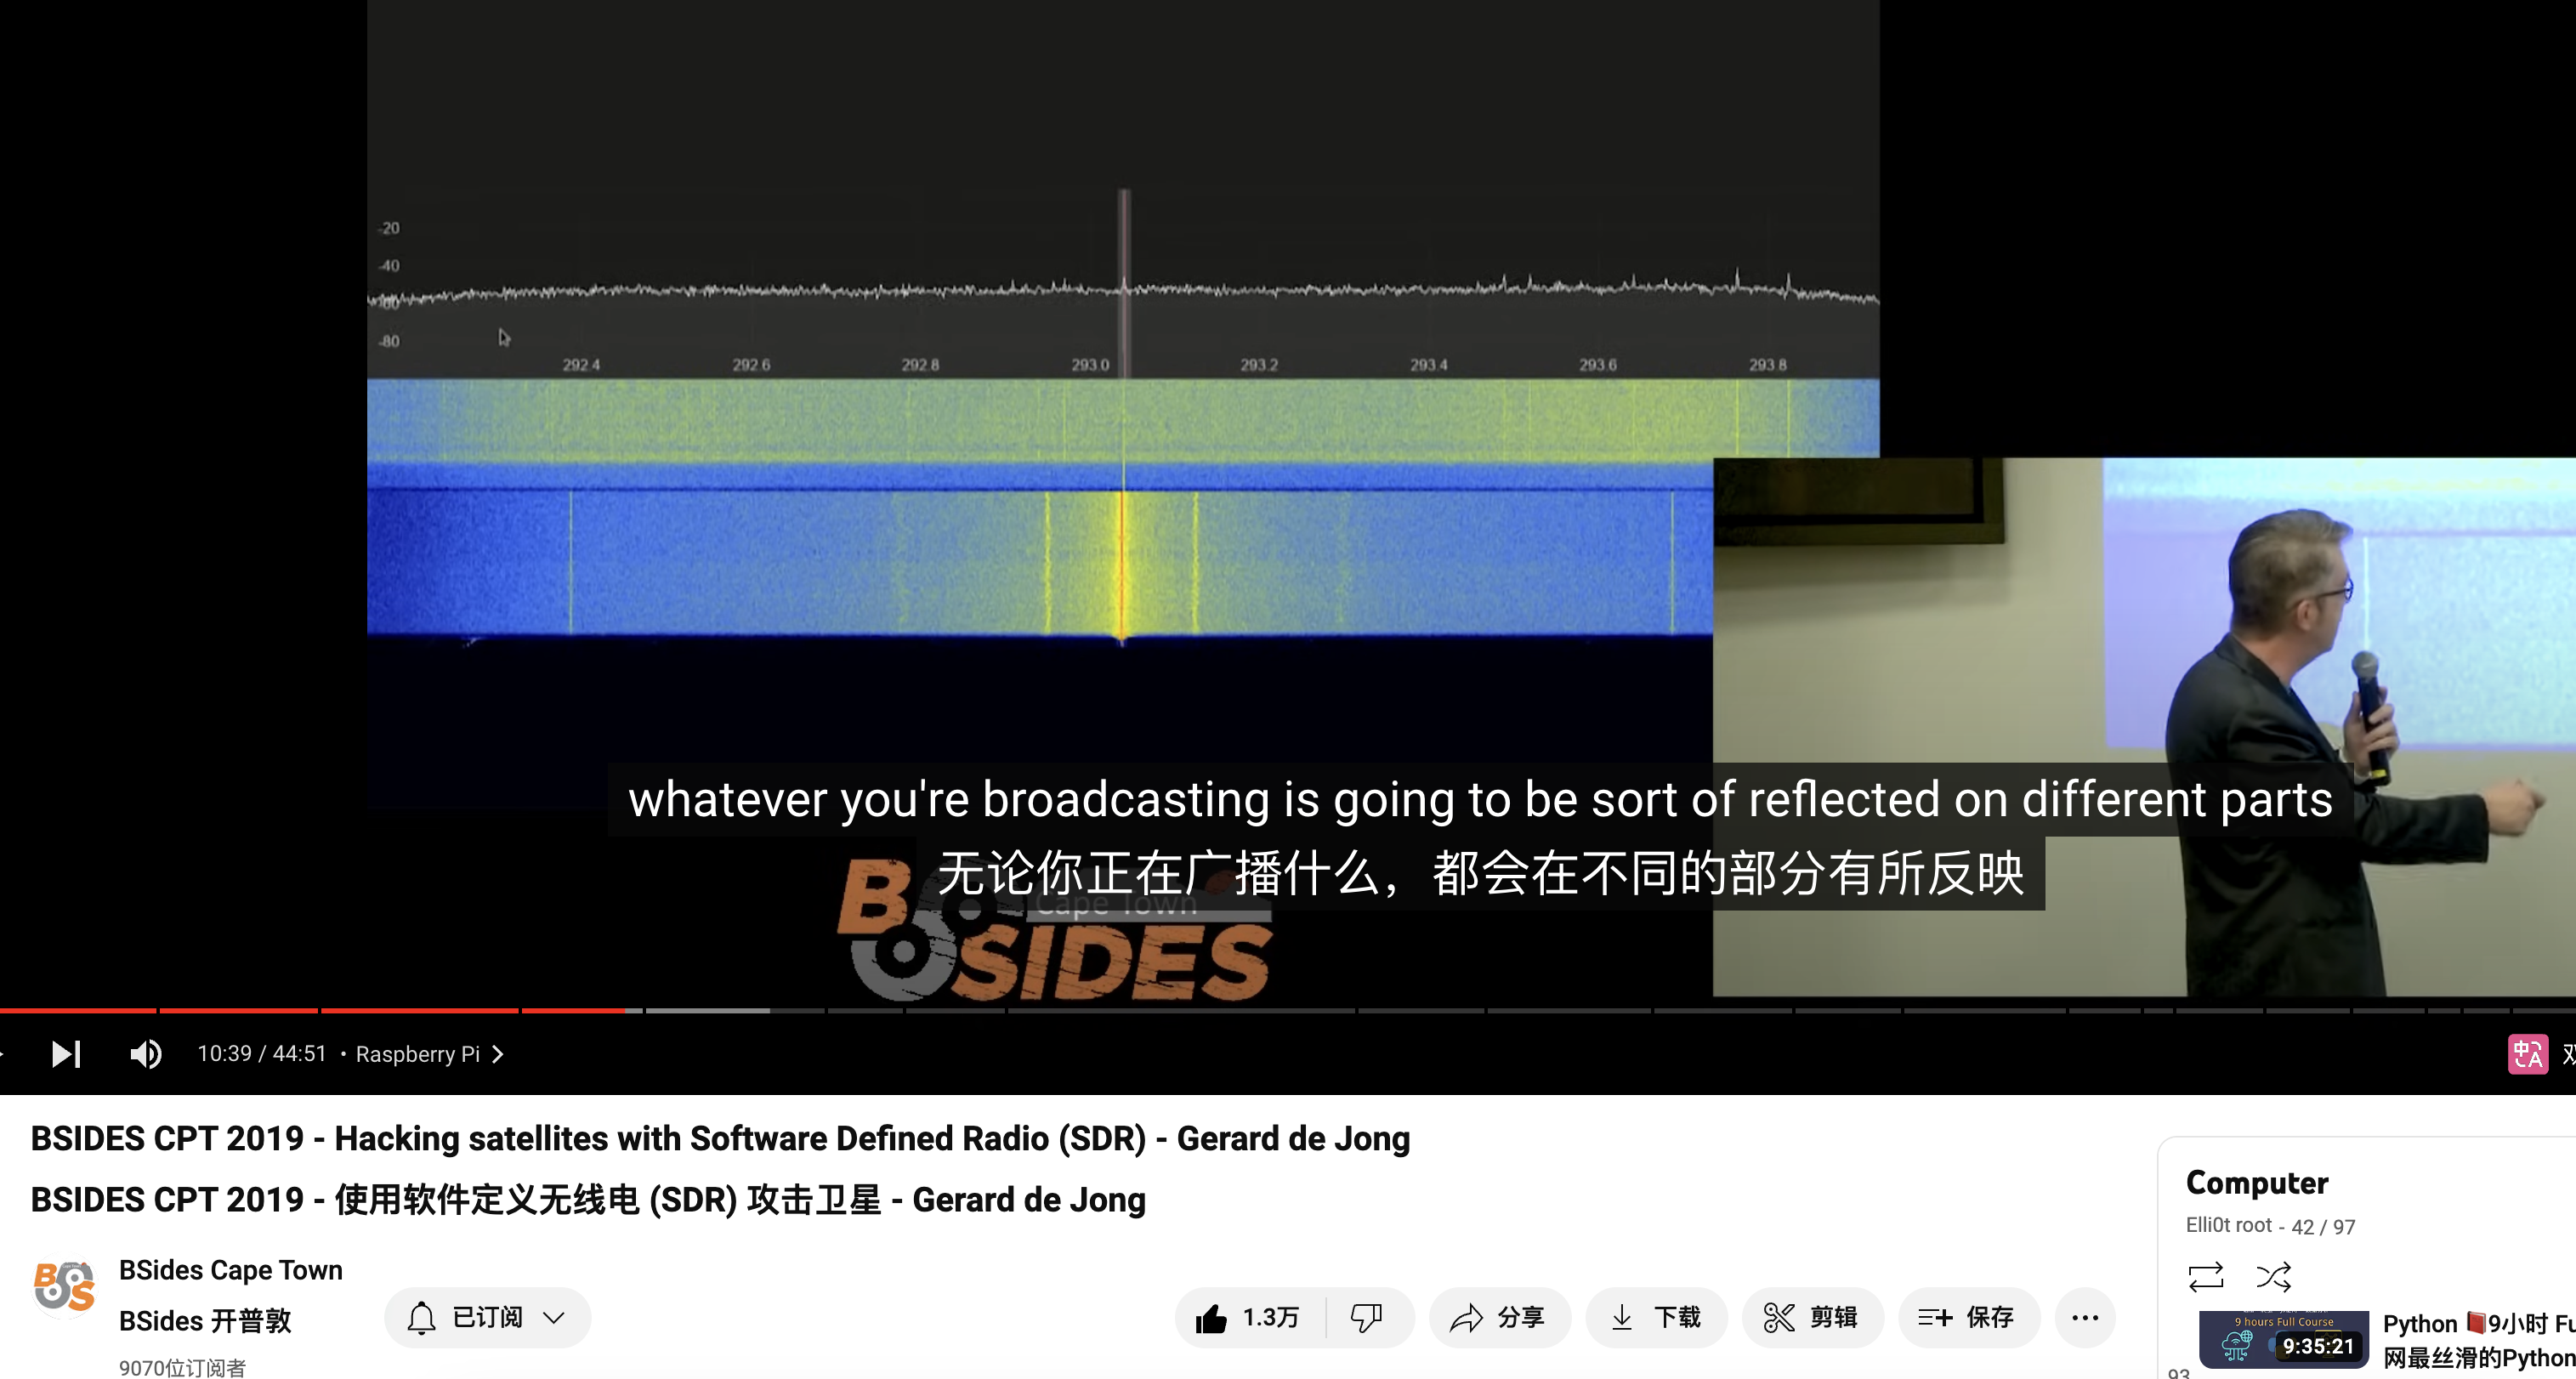 -20
-40
-60
-80
292.4 292.6 292.8 293.0 293.2 293.4 293.6 293.8
whatever you're broadcasting is going to be sort of reflected on different parts
无论你正在广播什么，都会在不同的部分有所反映
Cape Town
BSIDES
10:39 / 44:51 • Raspberry Pi
中A
BSIDES CPT 2019 - Hacking satellites with Software Defined Radio (SDR) - Gerard de Jong
BSIDES CPT 2019 - 使用软件定义无线电 (SDR) 攻击卫星 - Gerard de Jong
BSides Cape Town
BSides 开普敦
9070位订阅者
已订阅
1.3万
分享
下载
剪辑
保存
Computer
Elli0t root - 42 / 97
9 hours Full Course
9:35:21
Python 📕9小时
网最丝滑的Python
93